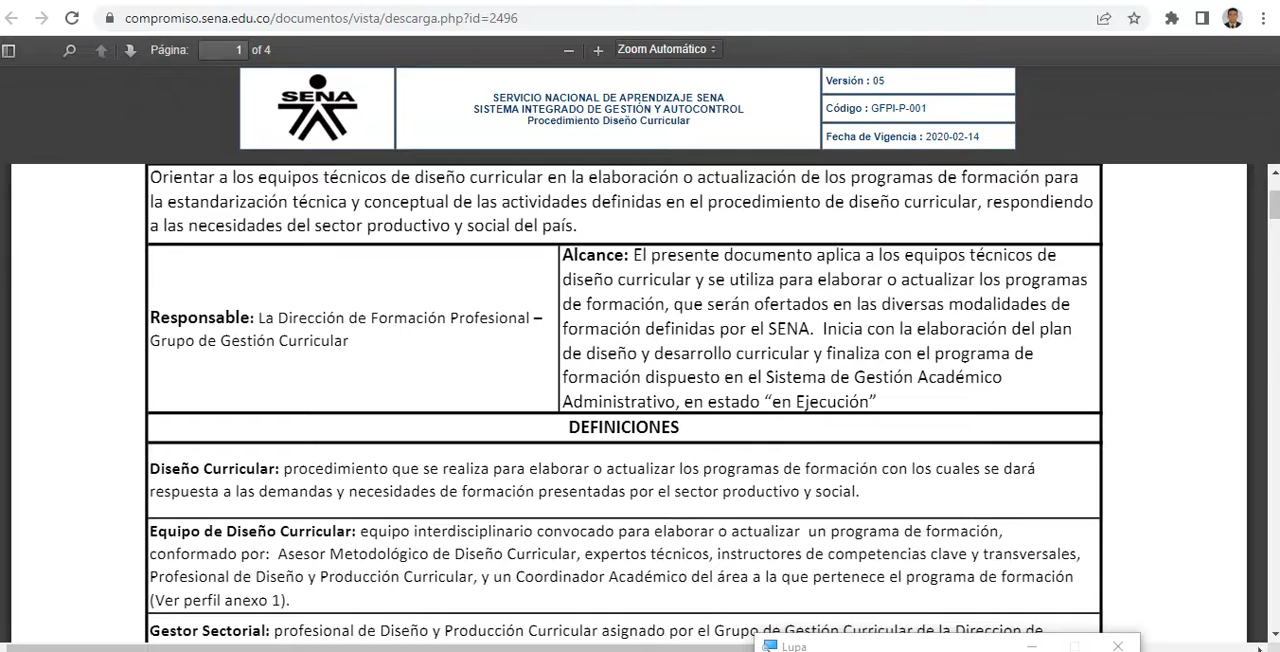 compromiso.sena.edu.co/documentos/vista/descarga.php?id=2496
Página: 1 of 4
Zoom Automático
SENA
SERVICIO NACIONAL DE APRENDIZAJE SENA
SISTEMA INTEGRADO DE GESTIÓN Y AUTOCONTROL
Procedimiento Diseño Curricular
Versión : 05
Código : GFPI-P-001
Fecha de Vigencia : 2020-02-14
Orientar a los equipos técnicos de diseño curricular en la elaboración o actualización de los programas de formación para
la estandarización técnica y conceptual de las actividades definidas en el procedimiento de diseño curricular, respondiendo
a las necesidades del sector productivo y social del país.
Responsable: La Dirección de Formación Profesional –
Grupo de Gestión Curricular
Alcance: El presente documento aplica a los equipos técnicos de
diseño curricular y se utiliza para elaborar o actualizar los programas
de formación, que serán ofertados en las diversas modalidades de
formación definidas por el SENA. Inicia con la elaboración del plan
de diseño y desarrollo curricular y finaliza con el programa de
formación dispuesto en el Sistema de Gestión Académico
Administrativo, en estado “en Ejecución”
DEFINICIONES
Diseño Curricular: procedimiento que se realiza para elaborar o actualizar los programas de formación con los cuales se dará
respuesta a las demandas y necesidades de formación presentadas por el sector productivo y social.
Equipo de Diseño Curricular: equipo interdisciplinario convocado para elaborar o actualizar un programa de formación,
conformado por: Asesor Metodológico de Diseño Curricular, expertos técnicos, instructores de competencias clave y transversales,
Profesional de Diseño y Producción Curricular, y un Coordinador Académico del área a la que pertenece el programa de formación
(Ver perfil anexo 1).
Gestor Sectorial: profesional de Diseño y Producción Curricular asignado por el Grupo de Gestión Curricular de la Direccion de
Lupa